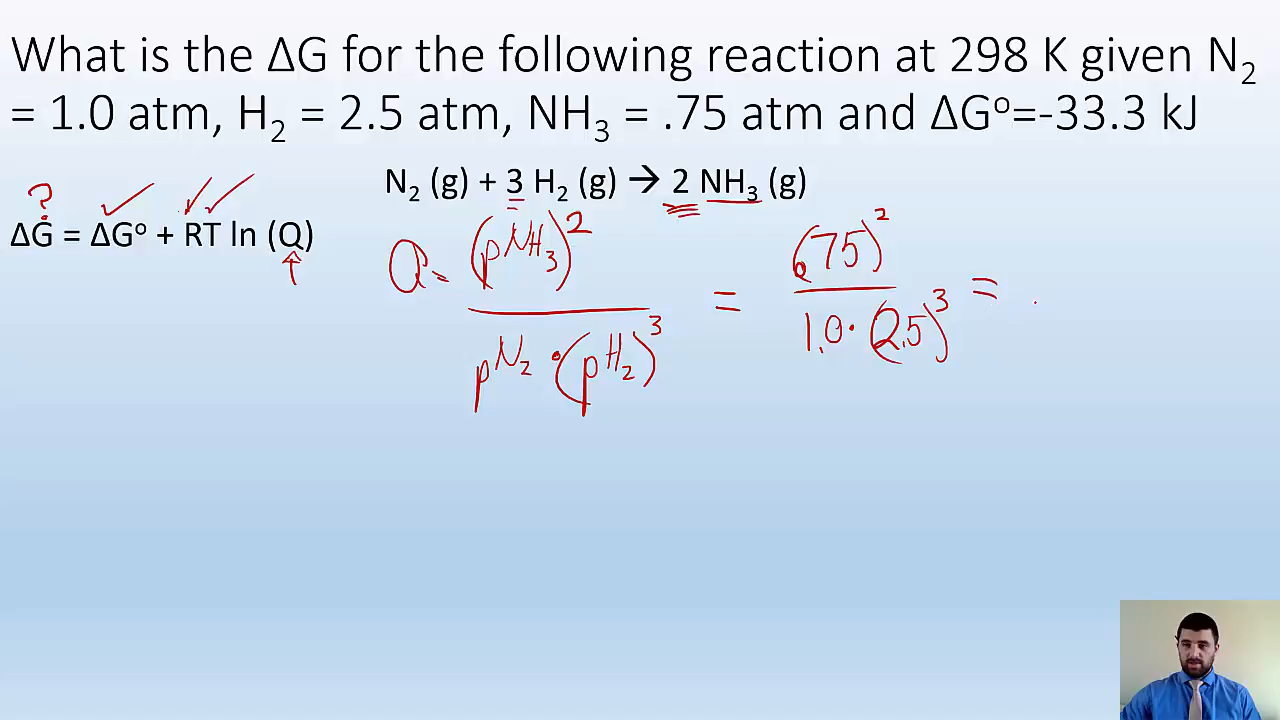 What is the ΔG for the following reaction at 298 K given N₂
= 1.0 atm, H₂ = 2.5 atm, NH₃ = .75 atm and ΔGᵒ=-33.3 kJ
N₂ (g) + 3 H₂ (g) → 2 NH₃ (g)
?
ΔG = ΔGᵒ + RT ln (Q)
Q = (pNH₃)² / pN₂ · (pH₂)³ = (.75)² / 1.0 · (2.5)³ = .